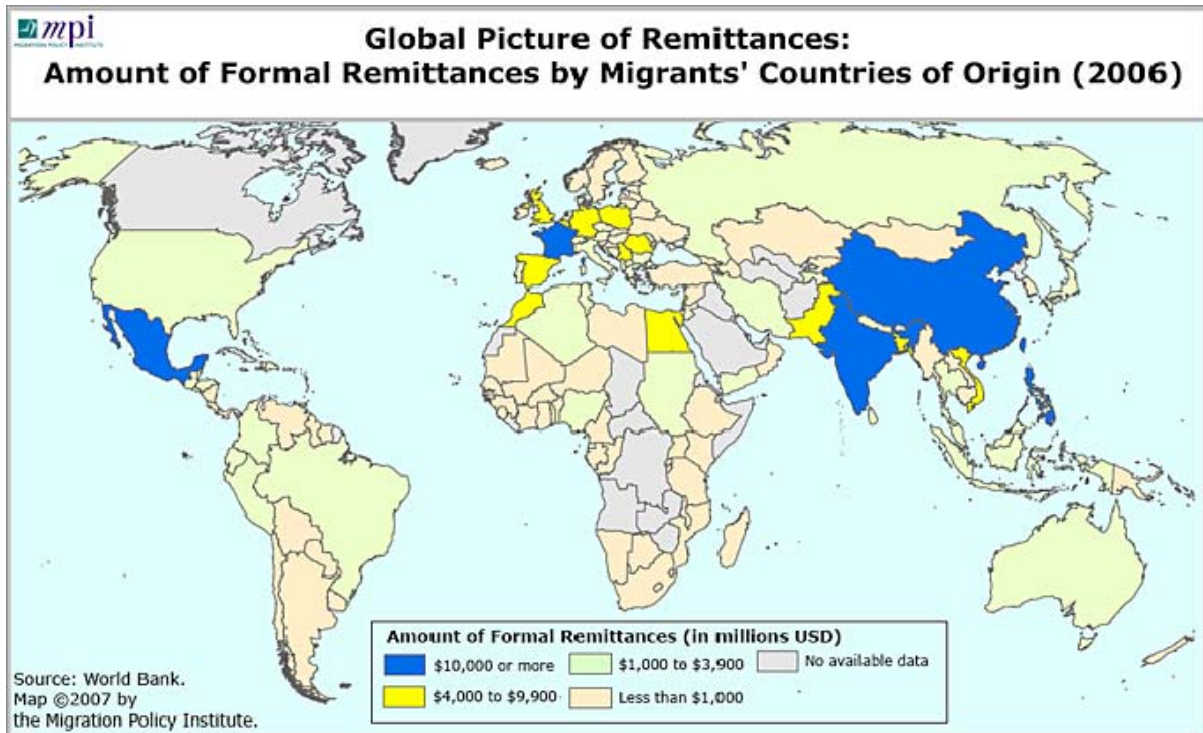 mpi
MIGRATION POLICY INSTITUTE
Global Picture of Remittances:
Amount of Formal Remittances by Migrants' Countries of Origin (2006)
Amount of Formal Remittances (in millions USD)
$10,000 or more
$1,000 to $3,900
No available data
$4,000 to $9,900
Less than $1,000
Source: World Bank.
Map ©2007 by
the Migration Policy Institute.